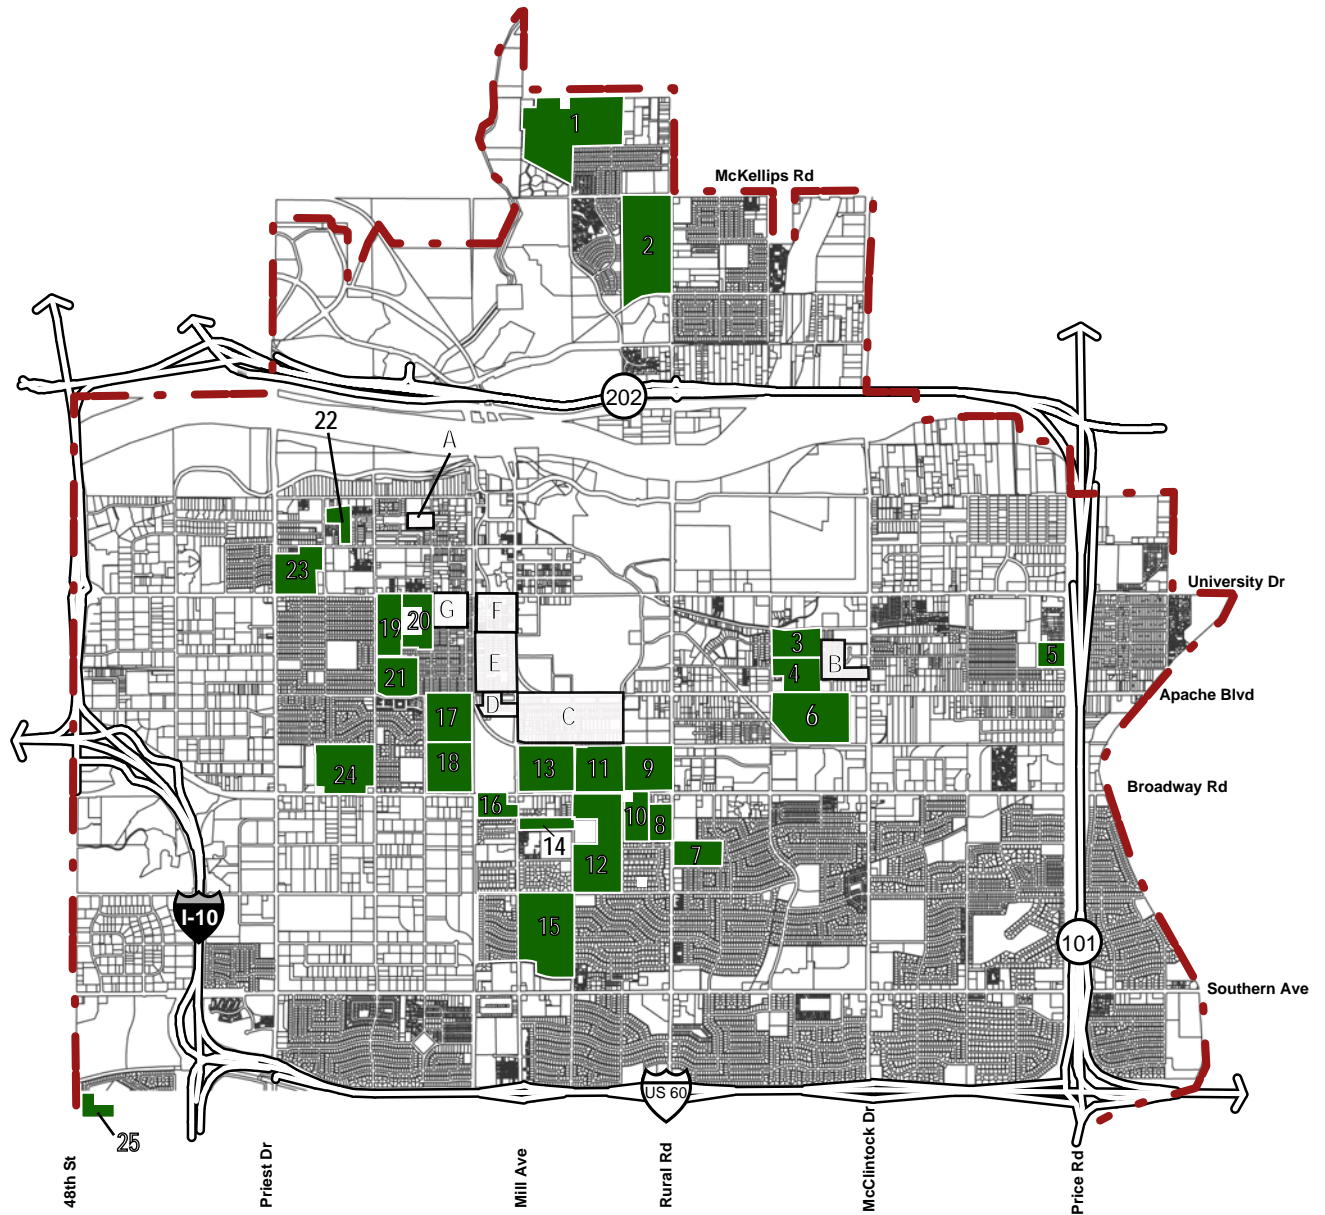 1
McKellips Rd
2
202
22
A
23
University Dr
G
F
19
20
3
B
5
E
4
21
Apache Blvd
D
17
C
6
18
13
11
9
24
Broadway Rd
16
10
8
14
7
12
I-10
15
101
Southern Ave
US 60
25
48th St
Priest Dr
Mill Ave
Rural Rd
McClintock Dr
Price Rd